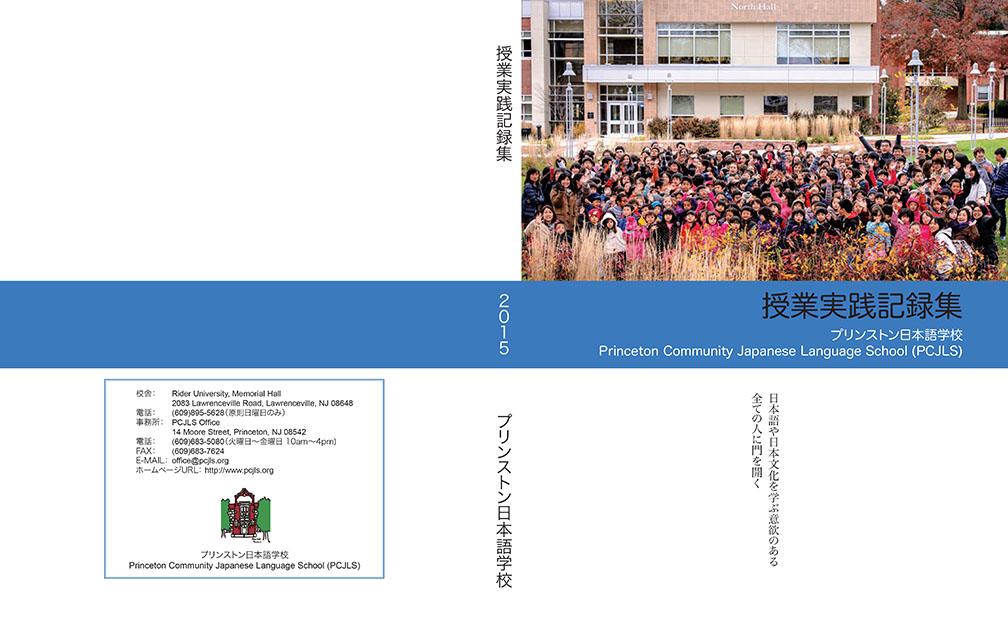 North Hall
授業実践記録集
プリンストン日本語学校
Princeton Community Japanese Language School (PCJLS)
日本語や日本文化を学ぶ意欲のある
全ての人に門を開く
授業実践記録集
2015
プリンストン日本語学校
校舎： Rider University, Memorial Hall
2083 Lawrenceville Road, Lawrenceville, NJ 08648
電話： (609)895-5628（原則日曜日のみ）
事務所： PCJLS Office
14 Moore Street, Princeton, NJ 08542
電話： (609)683-5080（火曜日～金曜日 10am～4pm)
FAX： (609)683-7624
E-MAIL： office@pcjls.org
ホームページURL： http://www.pcjls.org
プリンストン日本語学校
Princeton Community Japanese Language School (PCJLS)